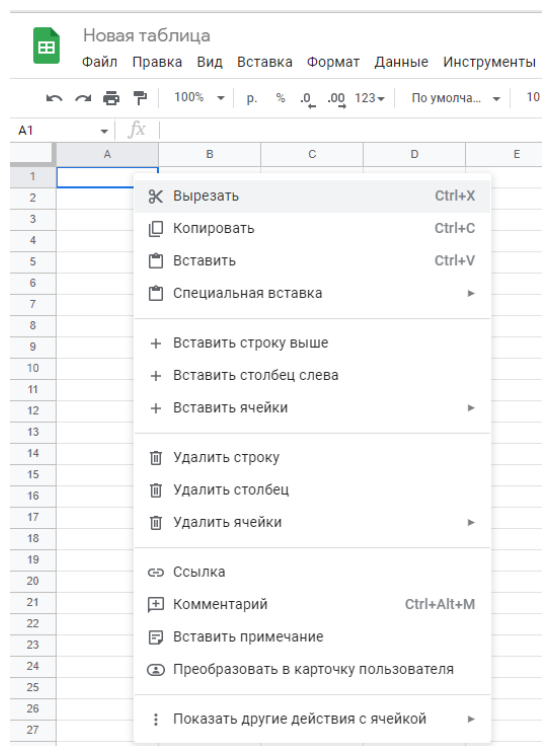 Новая таблица
Файл Правка Вид Вставка Формат Данные Инструменты
100% р. % .0 .00 123 По умолча... 10
A1 fx
A B C D E
1
2 Вырезать Ctrl+X
3 Копировать Ctrl+C
4
5 Вставить Ctrl+V
6 Специальная вставка
7
8
9 Вставить строку выше
10 Вставить столбец слева
11
12 Вставить ячейки
13
14 Удалить строку
15
16 Удалить столбец
17 Удалить ячейки
18
19 Ссылка
20
21 Комментарий Ctrl+Alt+M
22
23 Вставить примечание
24 Преобразовать в карточку пользователя
25
26 Показать другие действия с ячейкой
27